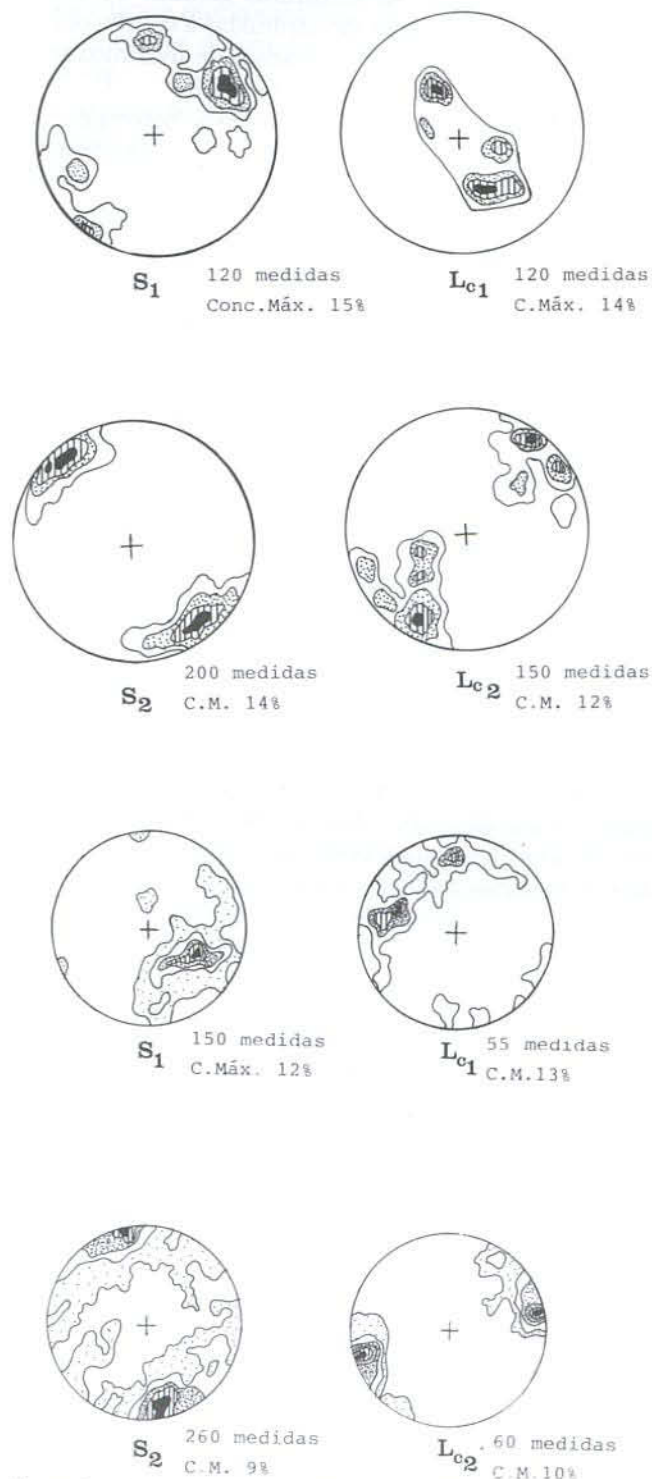 S1 120 medidas
Conc.Máx. 15%
Lc1 120 medidas
C.Máx. 14%
S2 200 medidas
C.M. 14%
Lc2 150 medidas
C.M. 12%
S1 150 medidas
C.Máx. 12%
Lc1 55 medidas
C.M.13%
S2 260 medidas
C.M. 9%
Lc2 60 medidas
C.M.10%